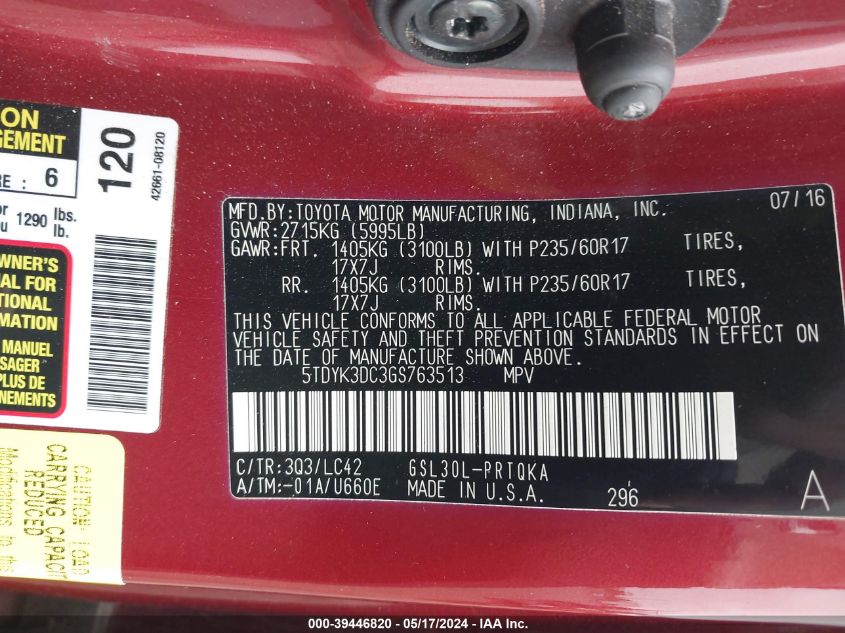 ON
GEMENT
RE : 6
or
u 1290 lbs.
lb.
120
42661-08120
WNER'S
AL FOR
TIONAL
RMATION
MANUEL
SAGER
PLUS DE
NEMENTS
CARRYING CAPACI
REDUCED
MFD.BY:TOYOTA MOTOR MANUFACTURING, INDIANA, INC. 07/16
GVWR:2715KG (5995LB)
GAWR:FRT. 1405KG (3100LB) WITH P235/60R17 TIRES,
17X7J RIMS.
RR. 1405KG (3100LB) WITH P235/60R17 TIRES,
17X7J RIMS.
THIS VEHICLE CONFORMS TO ALL APPLICABLE FEDERAL MOTOR
VEHICLE SAFETY AND THEFT PREVENTION STANDARDS IN EFFECT ON
THE DATE OF MANUFACTURE SHOWN ABOVE.
5TDYK3DC3GS763513 MPV
C/TR:3Q3/LC42 GSL30L-PRTQKA
A/TM:-01A/U660E MADE IN U.S.A. 296 A
000-39446820 - 05/17/2024 - IAA Inc.